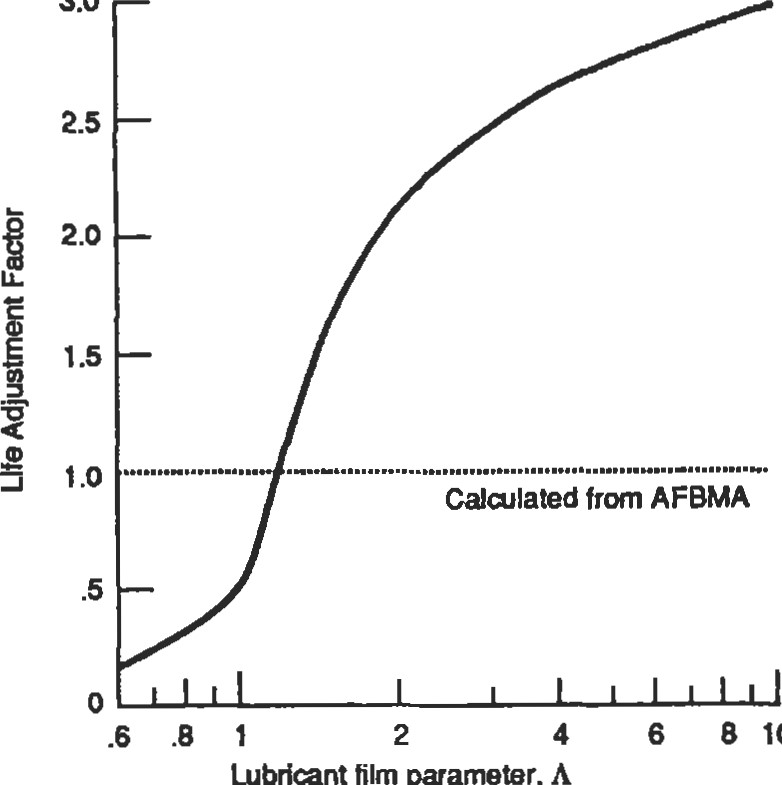 3.0
2.5
2.0
1.5
1.0
.5
0
Life Adjustment Factor
Calculated from AFBMA
.6 .8 1 2 4 6 8 10
Lubricant film parameter, Λ